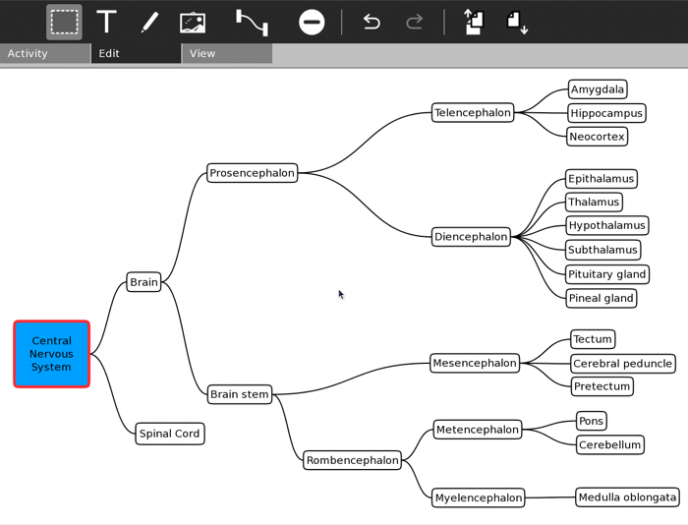 T
Activity
Edit
View
Amygdala
Telencephalon
Hippocampus
Neocortex
Prosencephalon
Epithalamus
Thalamus
Hypothalamus
Diencephalon
Subthalamus
Pituitary gland
Pineal gland
Brain
Central
Nervous
System
Tectum
Mesencephalon
Cerebral peduncle
Pretectum
Brain stem
Pons
Metencephalon
Spinal Cord
Cerebellum
Rombencephalon
Myelencephalon
Medulla oblongata